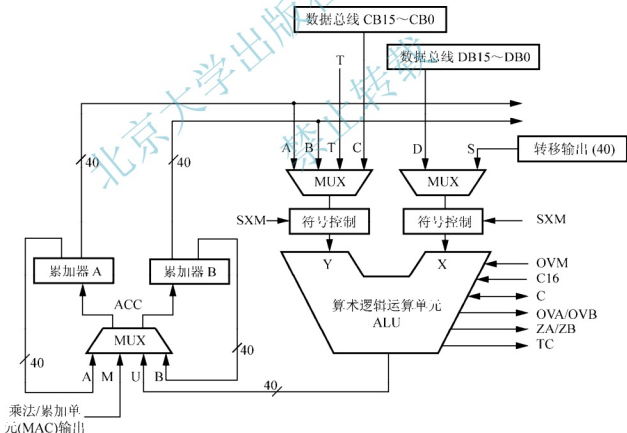 数据总线 CB15～CB0
数据总线 DB15～DB0
T
A
B
T
C
D
S
转移输出 (40)
40
40
MUX
MUX
SXM
符号控制
符号控制
SXM
Y
X
累加器 A
累加器 B
算术逻辑运算单元
ALU
OVM
C16
C
OVA/OVB
ZA/ZB
TC
ACC
MUX
40
40
A
M
U
B
40
乘法/累加单
元(MAC)输出
北京大学出版社
禁止转载